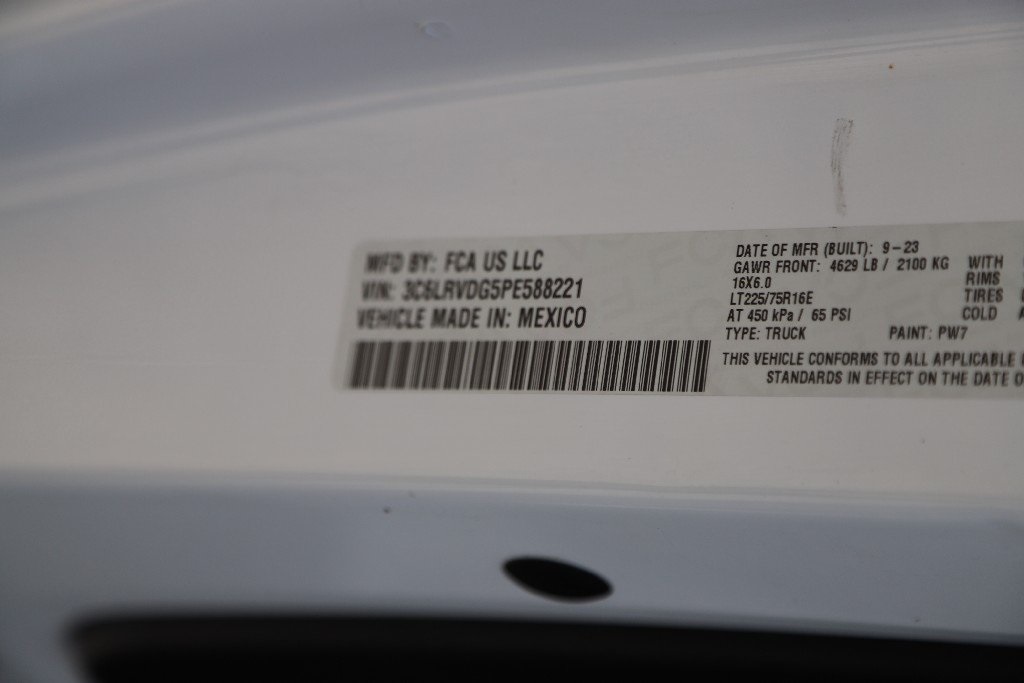 MFD BY: FCA US LLC
VIN: 3C6LRVDG5PE588221
VEHICLE MADE IN: MEXICO
DATE OF MFR (BUILT): 9-23
GAWR FRONT: 4629 LB / 2100 KG WITH
16X6.0 RIMS
LT225/75R16E TIRES
AT 450 kPa / 65 PSI COLD
TYPE: TRUCK PAINT: PW7
THIS VEHICLE CONFORMS TO ALL APPLICABLE
STANDARDS IN EFFECT ON THE DATE